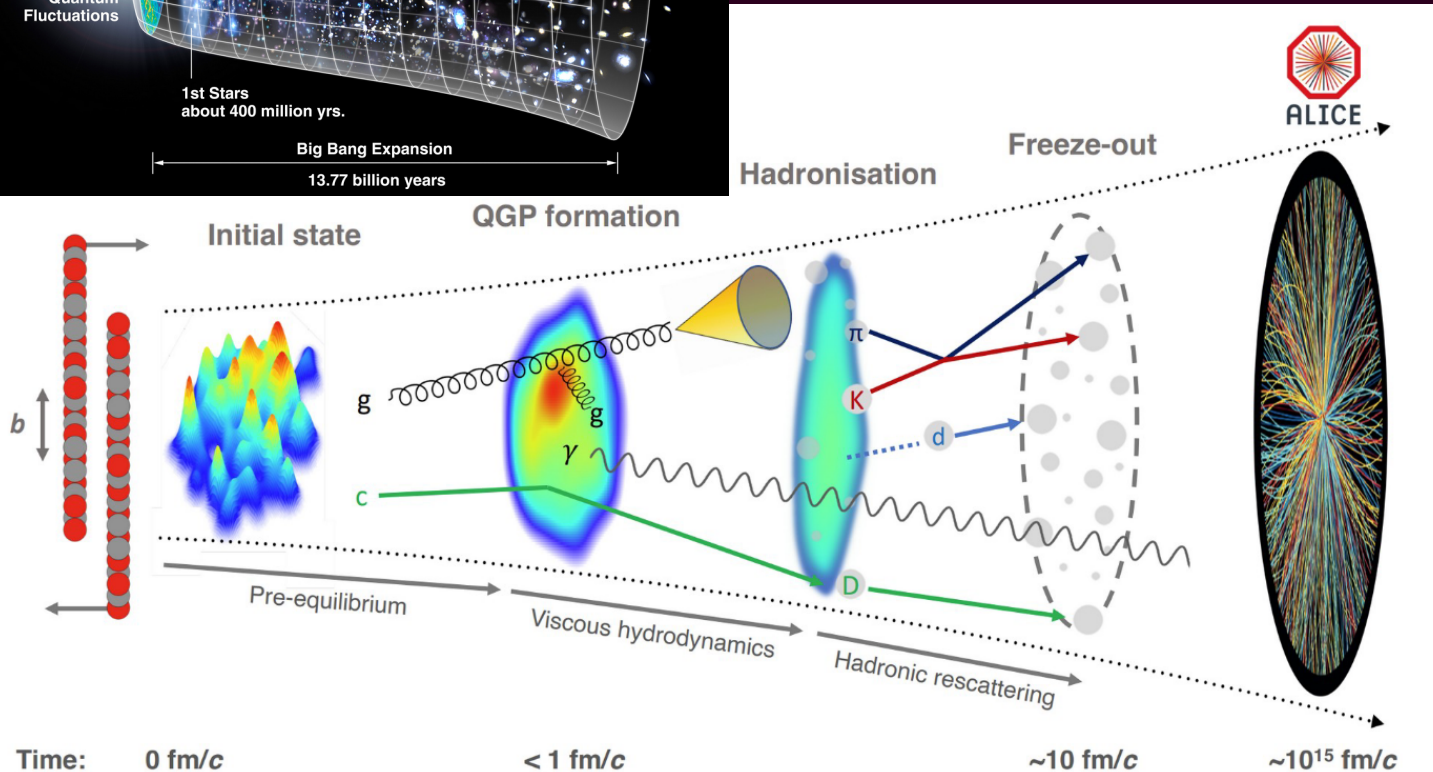 Quantum
Fluctuations
1st Stars
about 400 million yrs.
Big Bang Expansion
13.77 billion years
ALICE
Freeze-out
Hadronisation
QGP formation
Initial state
b
g
g
γ
c
π
K
d
D
Pre-equilibrium
Viscous hydrodynamics
Hadronic rescattering
Time: 0 fm/c < 1 fm/c ~10 fm/c ~10¹⁵ fm/c